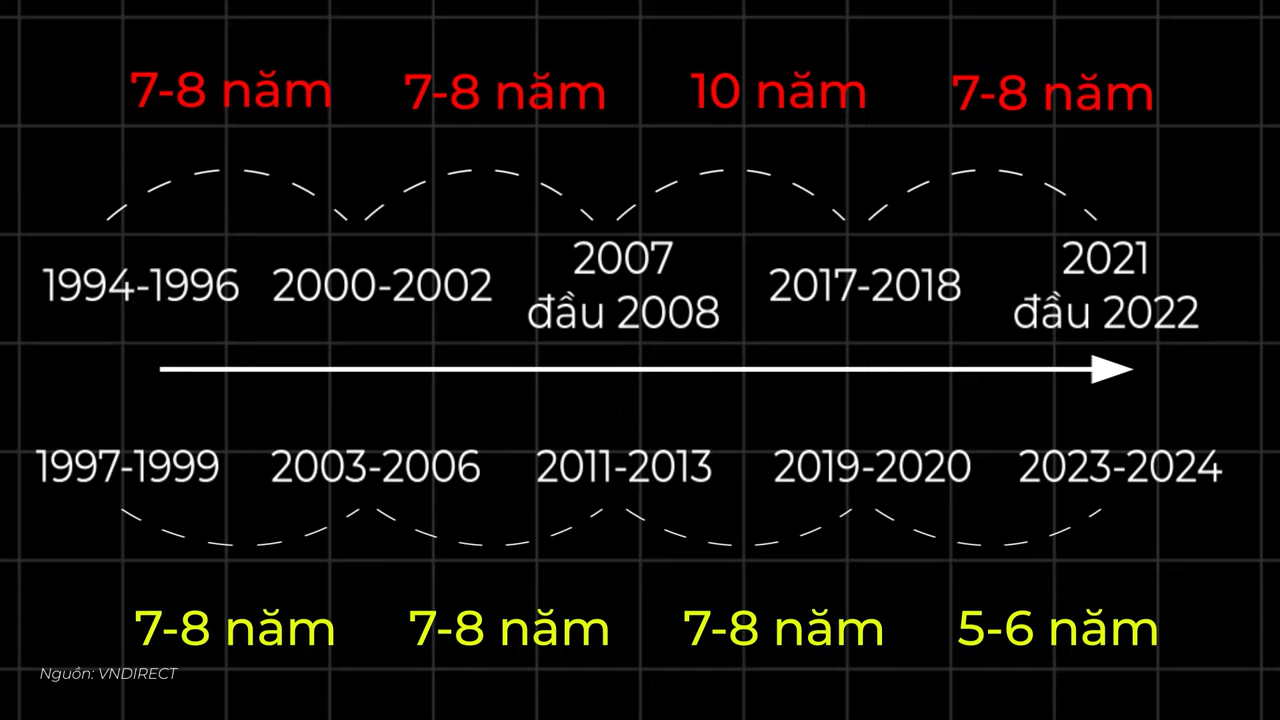 7-8 năm
7-8 năm
10 năm
7-8 năm
1994-1996
2000-2002
2007
đầu 2008
2017-2018
2021
đầu 2022
1997-1999
2003-2006
2011-2013
2019-2020
2023-2024
7-8 năm
7-8 năm
7-8 năm
5-6 năm
Nguồn: VNDIRECT